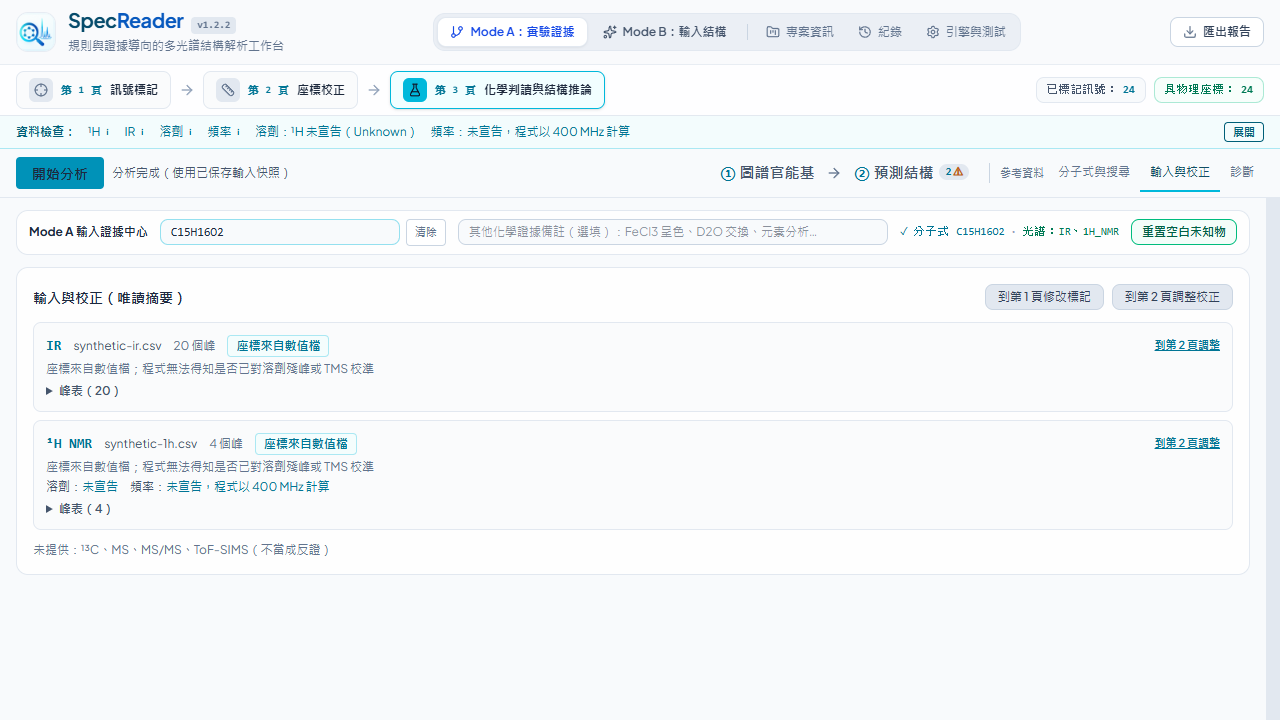 SpecReader v1.2.2
規則與證據導向的多光譜結構解析工作台
Mode A：實驗證據
Mode B：輸入結構
專案資訊
紀錄
引擎與測試
匯出報告
第 1 頁 訊號標記
第 2 頁 座標校正
第 3 頁 化學判讀與結構推論
已標記訊號： 24
具物理座標： 24
資料檢查： ¹H i IR i 溶劑 i 頻率 i 溶劑：¹H 未宣告（Unknown） 頻率：未宣告，程式以 400 MHz 計算
展開
開始分析
分析完成（使用已保存輸入快照）
① 圖譜官能基 → ② 預測結構 2⚠
參考資料
分子式與搜尋
輸入與校正
診斷
Mode A 輸入證據中心
C15H16O2
清除
其他化學證據備註（選填）：FeCl3 呈色、D2O 交換、元素分析…
✓ 分子式 C15H16O2 · 光譜：IR、1H_NMR
重置空白未知物
輸入與校正（唯讀摘要）
到第 1 頁修改標記
到第 2 頁調整校正
IR synthetic-ir.csv 20 個峰 座標來自數值檔
到第 2 頁調整
座標來自數值檔；程式無法得知是否已對溶劑殘峰或 TMS 校準
▶ 峰表（20）
¹H NMR synthetic-1h.csv 4 個峰 座標來自數值檔
到第 2 頁調整
座標來自數值檔；程式無法得知是否已對溶劑殘峰或 TMS 校準
溶劑：未宣告 頻率：未宣告，程式以 400 MHz 計算
▶ 峰表（4）
未提供：¹³C、MS、MS/MS、ToF-SIMS（不當成反證）